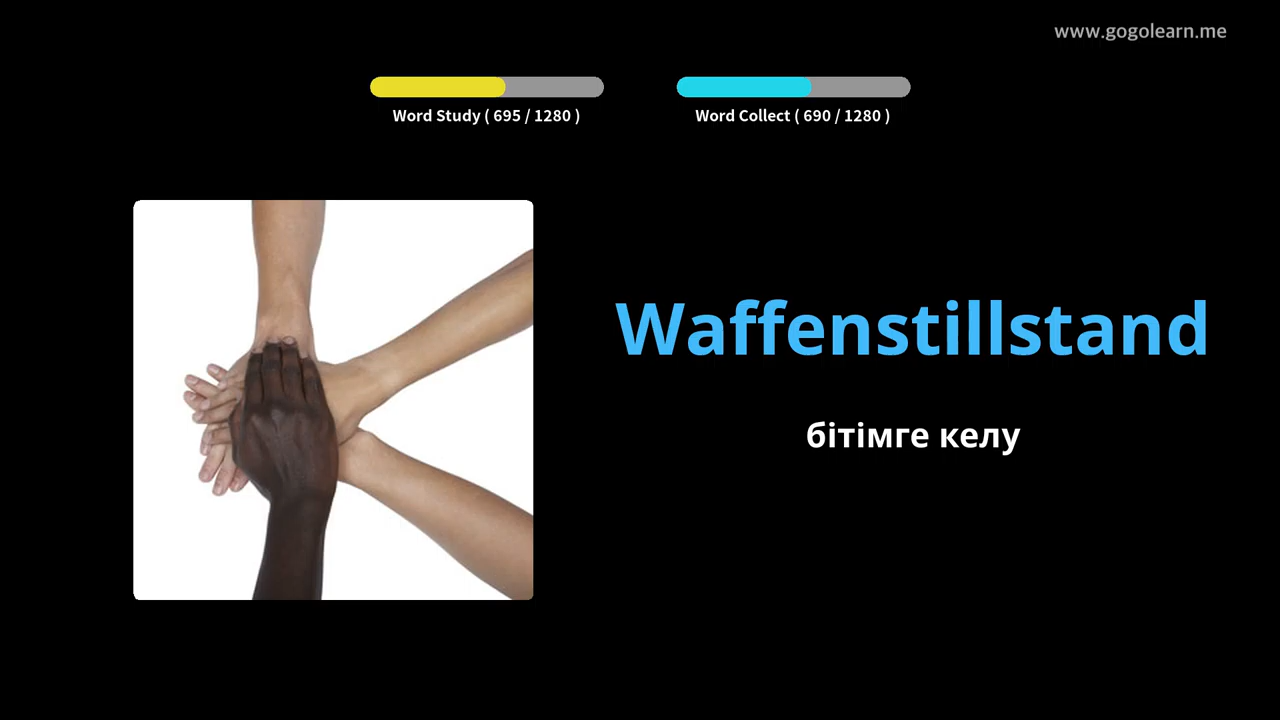 www.gogolearn.me
Word Study ( 695 / 1280 )
Word Collect ( 690 / 1280 )
Waffenstillstand
бітімге келу